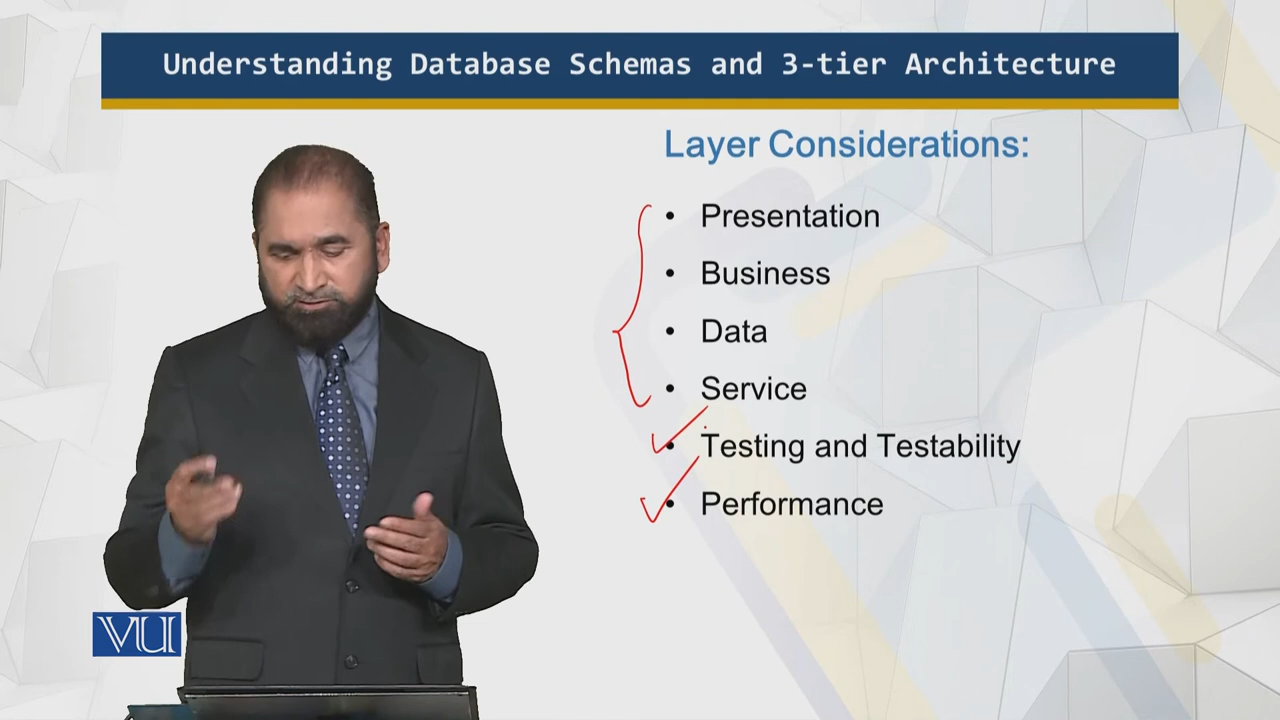 Understanding Database Schemas and 3-tier Architecture
Layer Considerations:
• Presentation
• Business
• Data
• Service
• Testing and Testability
• Performance
VU